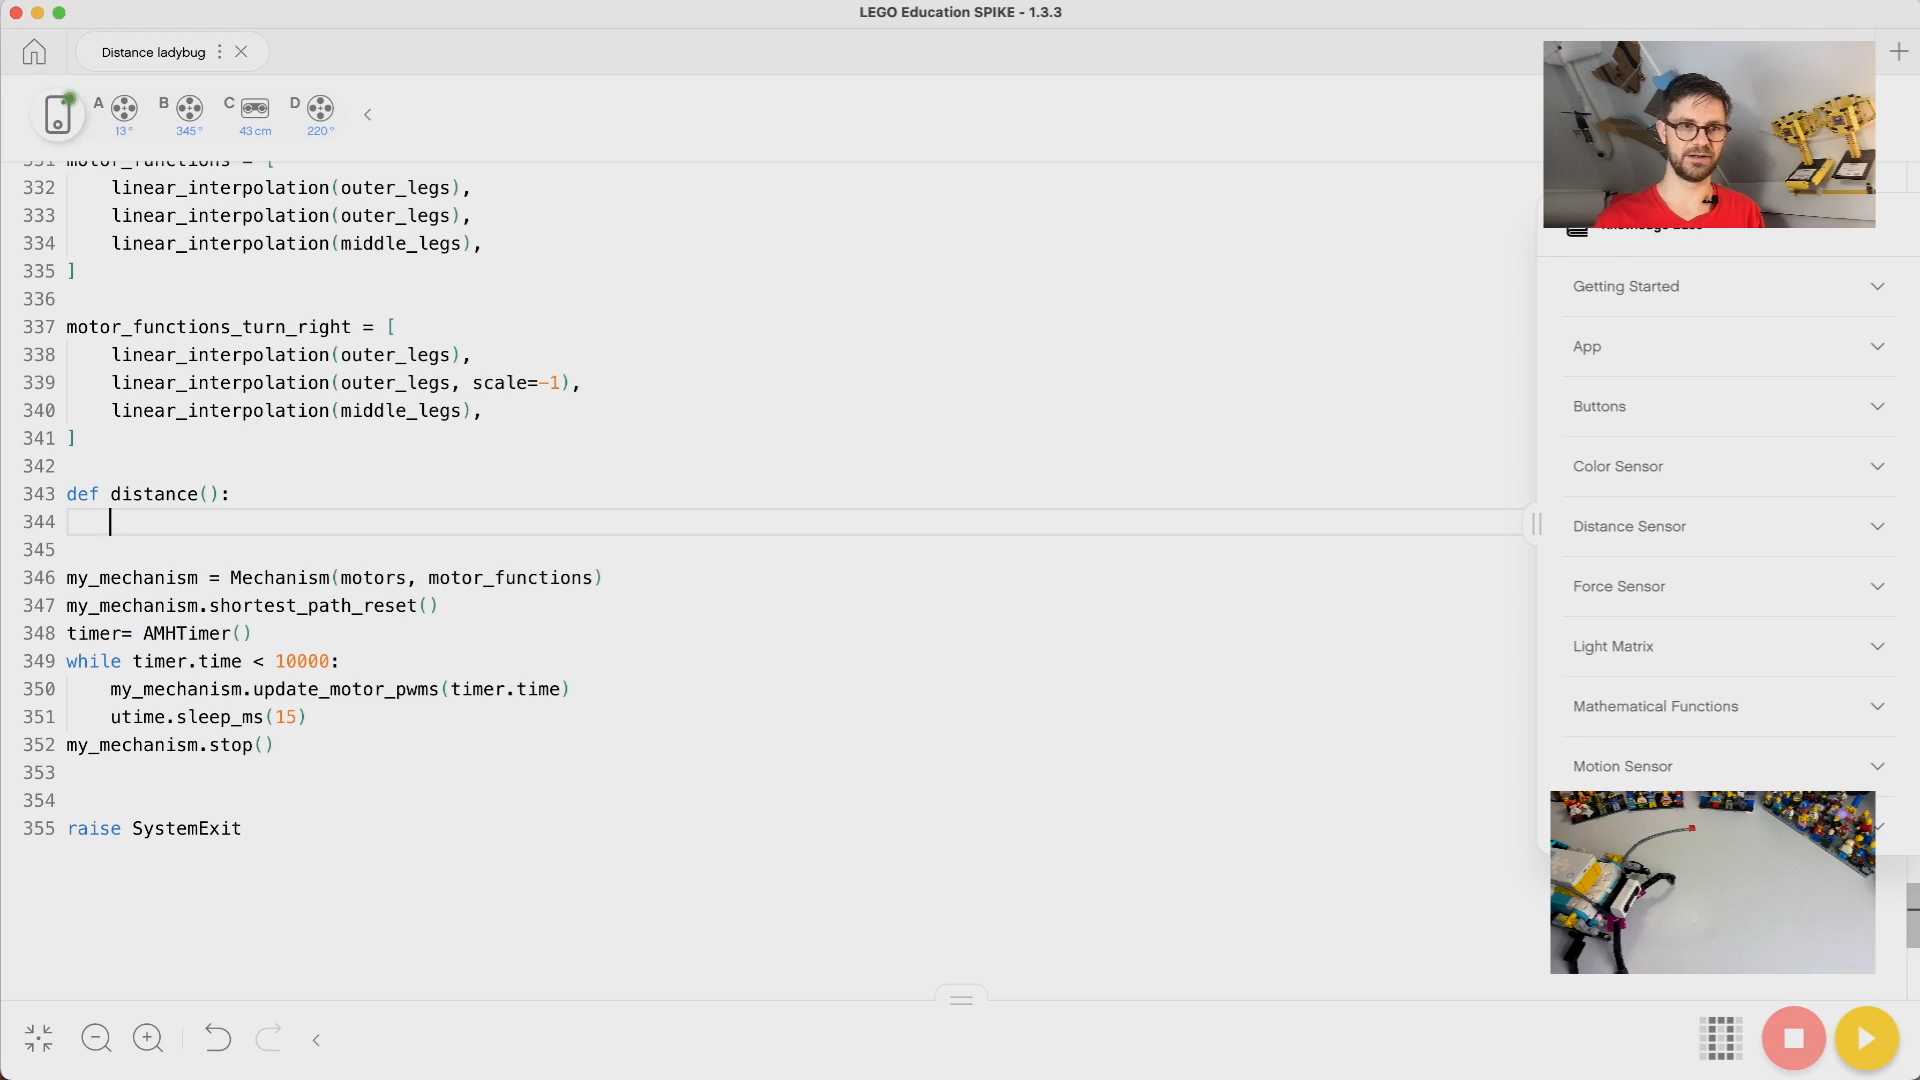 LEGO Education SPIKE - 1.3.3
Distance ladybug
A B C D
13° 345° 43 cm 220°
331 motor_functions = [
332 linear_interpolation(outer_legs),
333 linear_interpolation(outer_legs),
334 linear_interpolation(middle_legs),
335 ]
336
337 motor_functions_turn_right = [
338 linear_interpolation(outer_legs),
339 linear_interpolation(outer_legs, scale=-1),
340 linear_interpolation(middle_legs),
341 ]
342
343 def distance():
344
345
346 my_mechanism = Mechanism(motors, motor_functions)
347 my_mechanism.shortest_path_reset()
348 timer= AMHTimer()
349 while timer.time < 10000:
350 my_mechanism.update_motor_pwms(timer.time)
351 utime.sleep_ms(15)
352 my_mechanism.stop()
353
354
355 raise SystemExit
Knowledge Base
Getting Started
App
Buttons
Color Sensor
Distance Sensor
Force Sensor
Light Matrix
Mathematical Functions
Motion Sensor